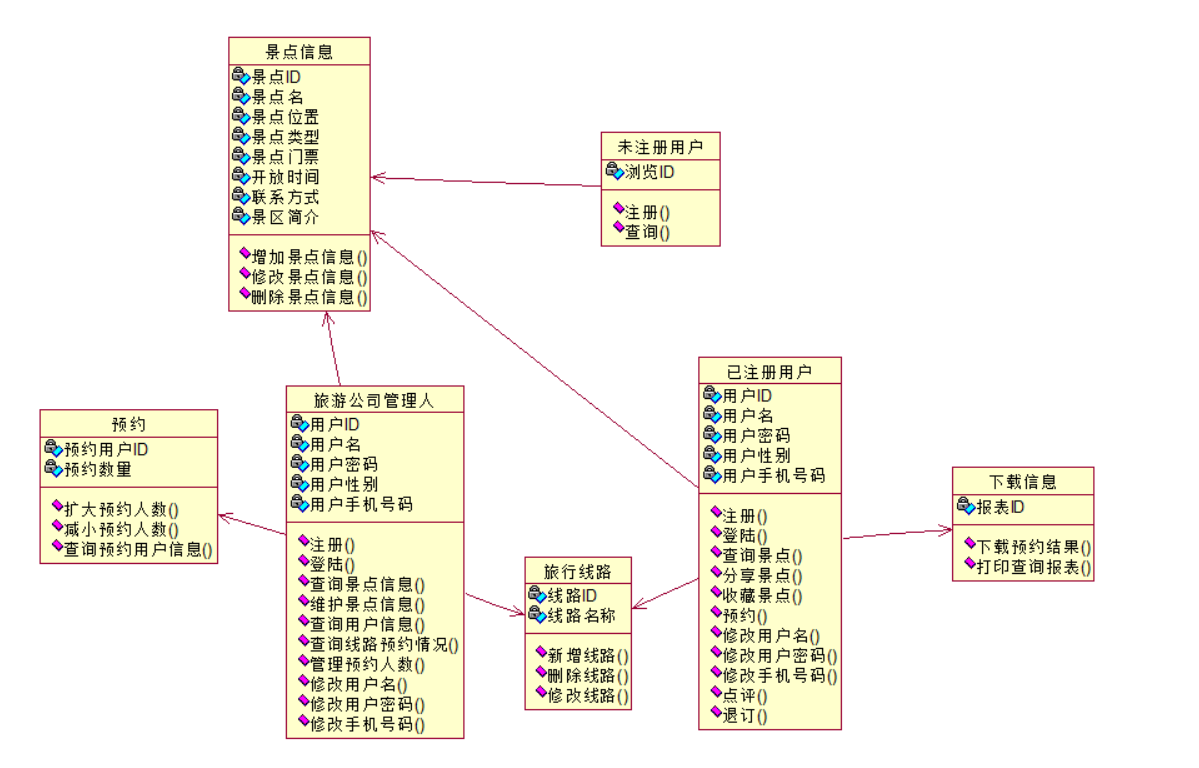 景点信息
景点ID
景点名
景点位置
景点类型
景点门票
开放时间
联系方式
景区简介
增加景点信息()
修改景点信息()
删除景点信息()
未注册用户
浏览ID
注册()
查询()
旅游公司管理人
用户ID
用户名
用户密码
用户性别
用户手机号码
注册()
登陆()
查询景点信息()
维护景点信息()
查询用户信息()
查询线路预约情况()
管理预约人数()
修改用户名()
修改用户密码()
修改手机号码()
预约
预约用户ID
预约数量
扩大预约人数()
减小预约人数()
查询预约用户信息()
旅行线路
线路ID
线路名称
新增线路()
删除线路()
修改线路()
已注册用户
用户ID
用户名
用户密码
用户性别
用户手机号码
注册()
登陆()
查询景点()
分享景点()
收藏景点()
预约()
修改用户名()
修改用户密码()
修改手机号码()
点评()
退订()
下载信息
报表ID
下载预约结果()
打印查询报表()